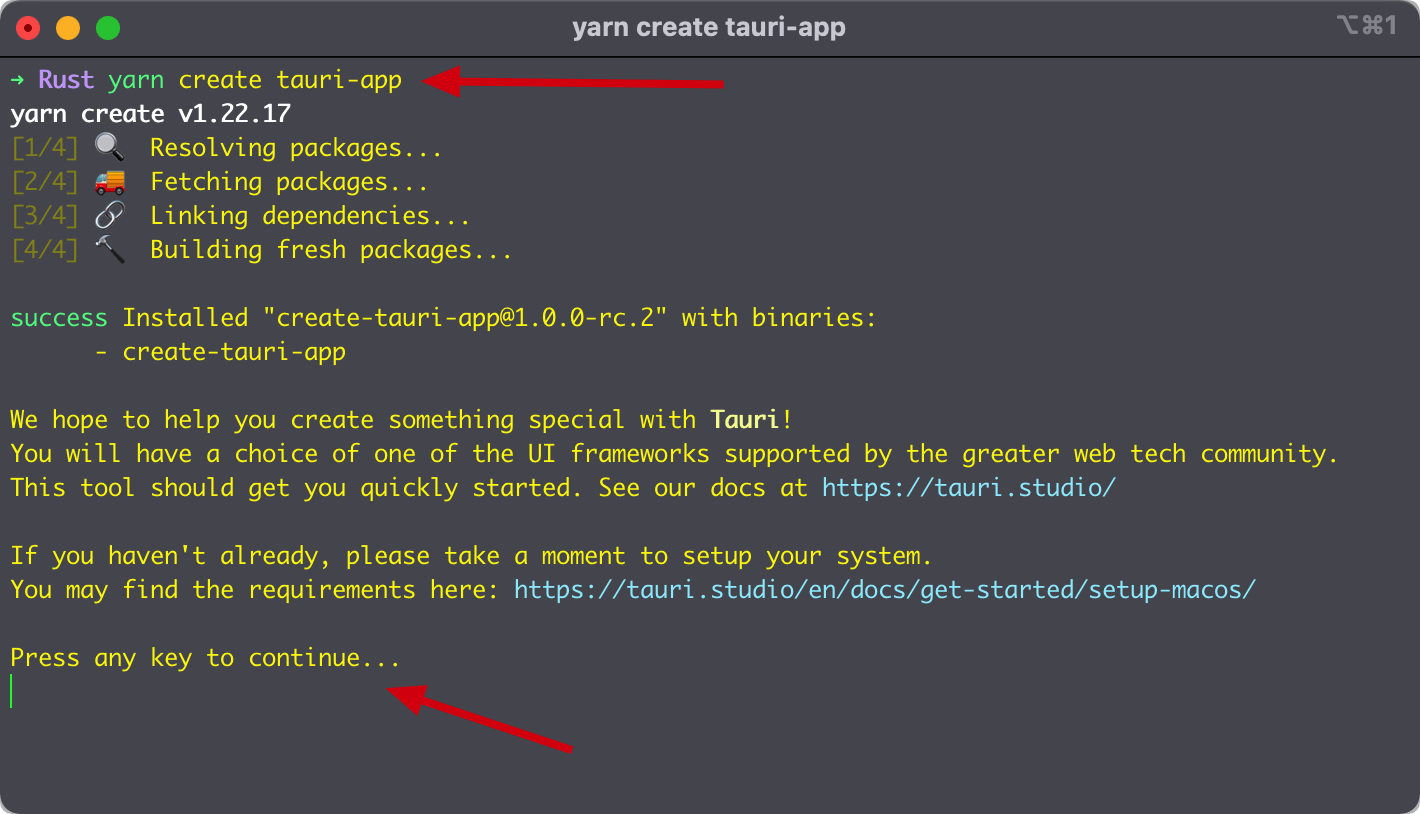 yarn create tauri-app
⌥⌘1
→ Rust yarn create tauri-app
yarn create v1.22.17
[1/4] 🔍 Resolving packages...
[2/4] 🚚 Fetching packages...
[3/4] 🔗 Linking dependencies...
[4/4] 🔨 Building fresh packages...
success Installed "create-tauri-app@1.0.0-rc.2" with binaries:
- create-tauri-app
We hope to help you create something special with Tauri!
You will have a choice of one of the UI frameworks supported by the greater web tech community.
This tool should get you quickly started. See our docs at https://tauri.studio/
If you haven't already, please take a moment to setup your system.
You may find the requirements here: https://tauri.studio/en/docs/get-started/setup-macos/
Press any key to continue...